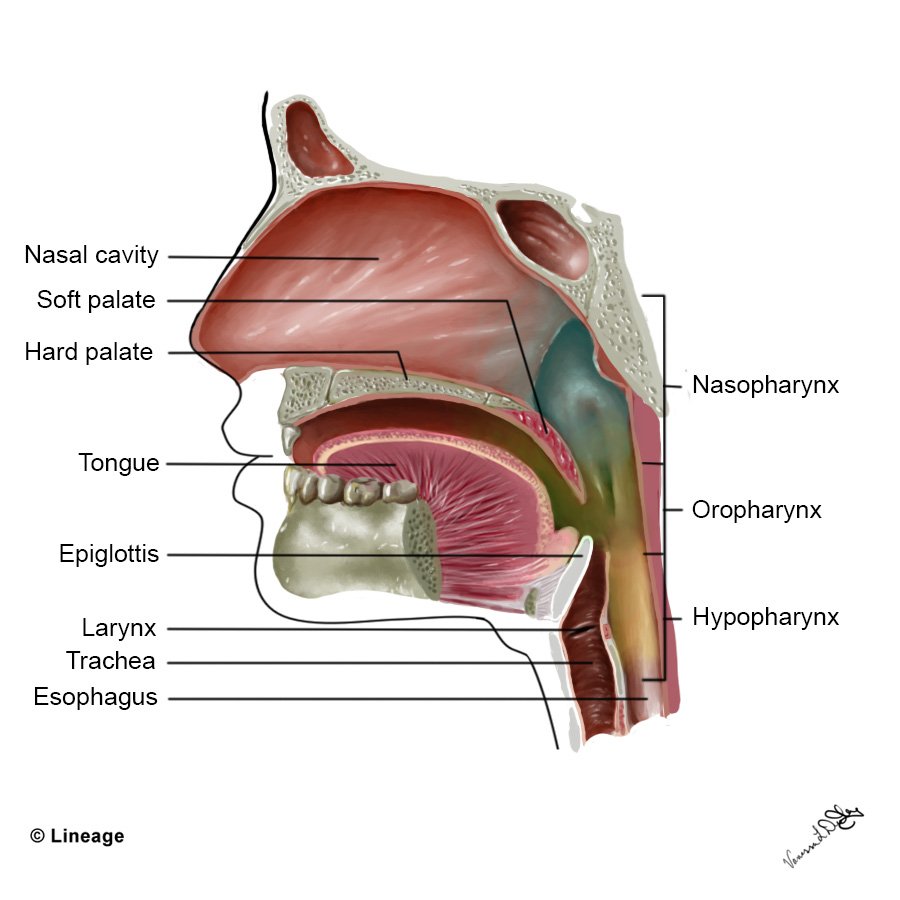 Nasal cavity
Soft palate
Hard palate
Nasopharynx
Tongue
Oropharynx
Epiglottis
Hypopharynx
Larynx
Trachea
Esophagus
© Lineage